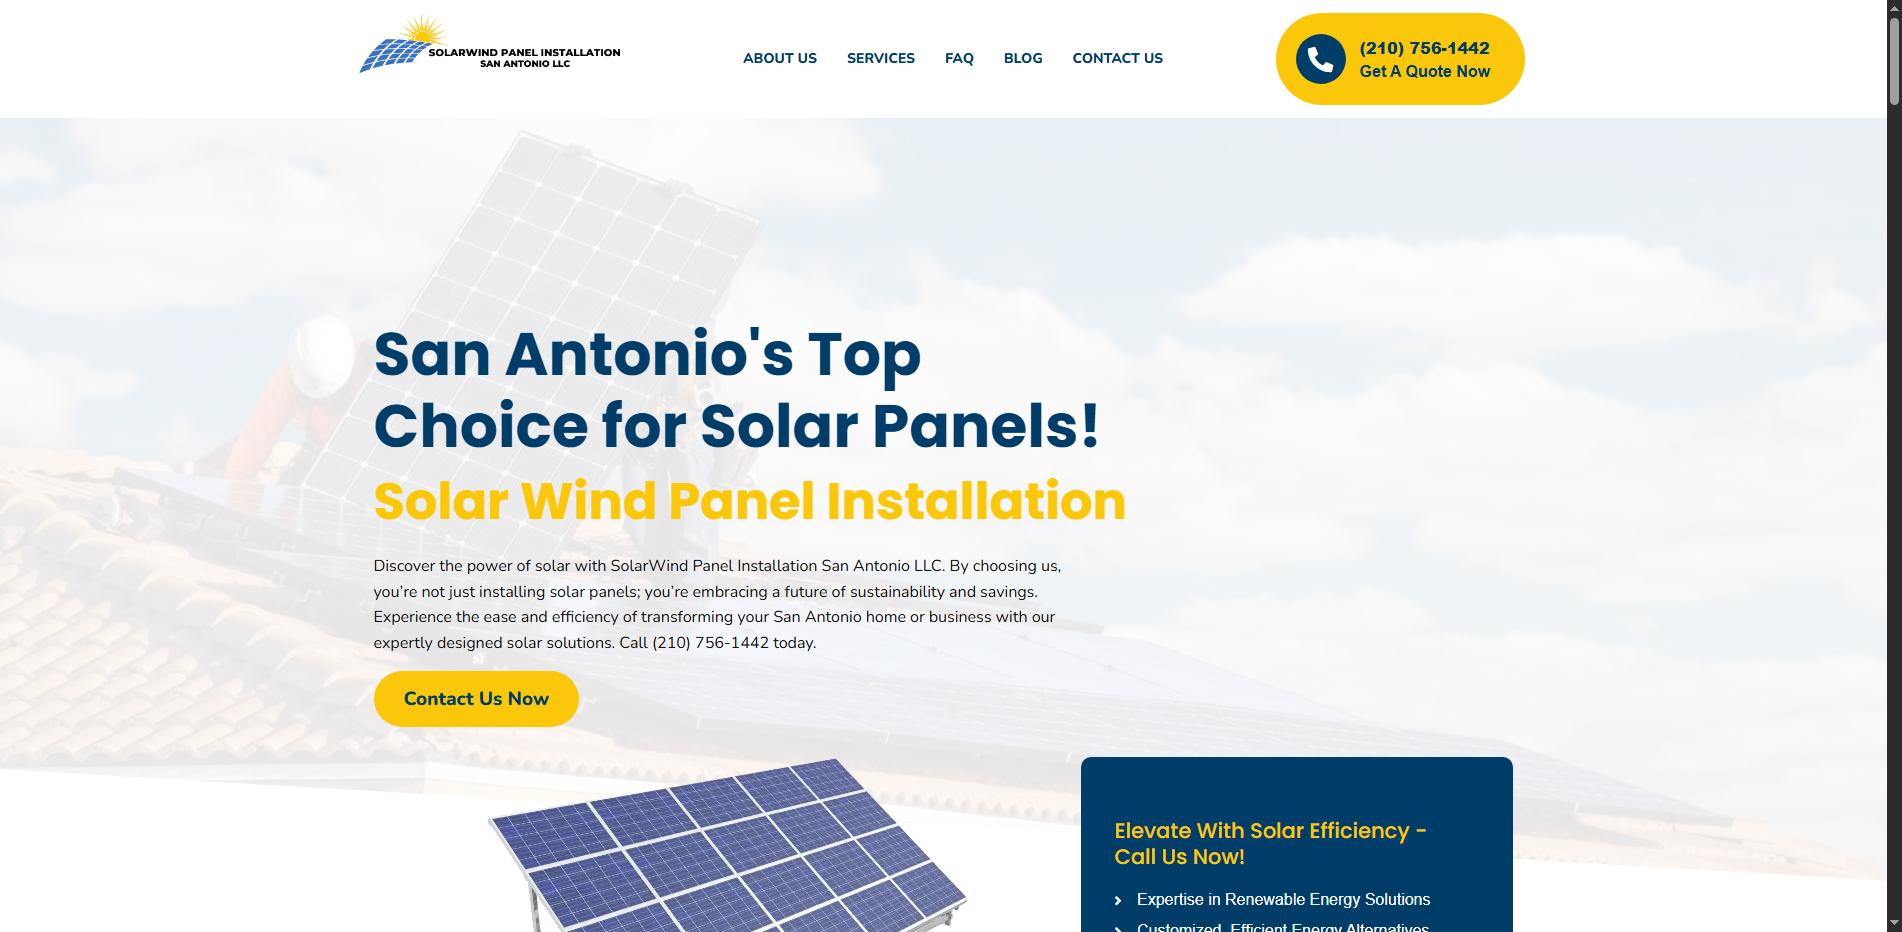 SOLARWIND PANEL INSTALLATION
SAN ANTONIO LLC
ABOUT US
SERVICES
FAQ
BLOG
CONTACT US
(210) 756-1442
Get A Quote Now
San Antonio's Top
Choice for Solar Panels!
Solar Wind Panel Installation
Discover the power of solar with SolarWind Panel Installation San Antonio LLC. By choosing us,
you’re not just installing solar panels; you’re embracing a future of sustainability and savings.
Experience the ease and efficiency of transforming your San Antonio home or business with our
expertly designed solar solutions. Call (210) 756-1442 today.
Contact Us Now
Elevate With Solar Efficiency -
Call Us Now!
Expertise in Renewable Energy Solutions
Customized, Efficient Energy Alternatives